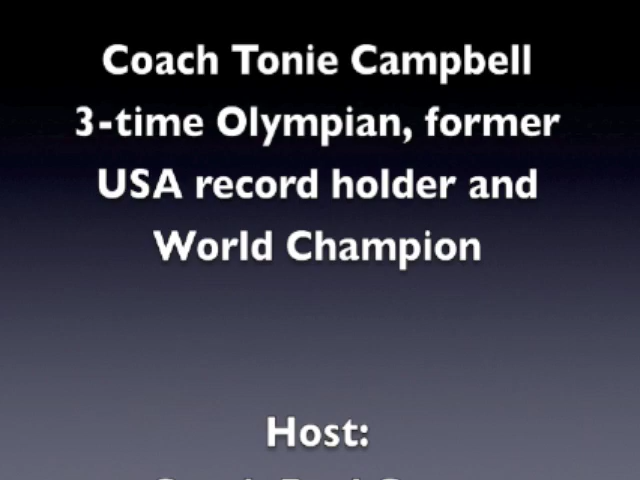 Coach Tonie Campbell
3-time Olympian, former
USA record holder and
World Champion
Host: